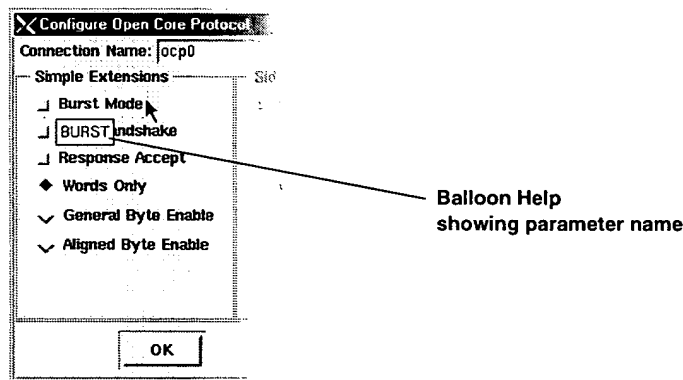 Configure Open Core Protocol
Connection Name: ocp0
Simple Extensions
Sid
Burst Mode
BURST ndshake
Response Accept
Words Only
General Byte Enable
Aligned Byte Enable
OK
Balloon Help
showing parameter name